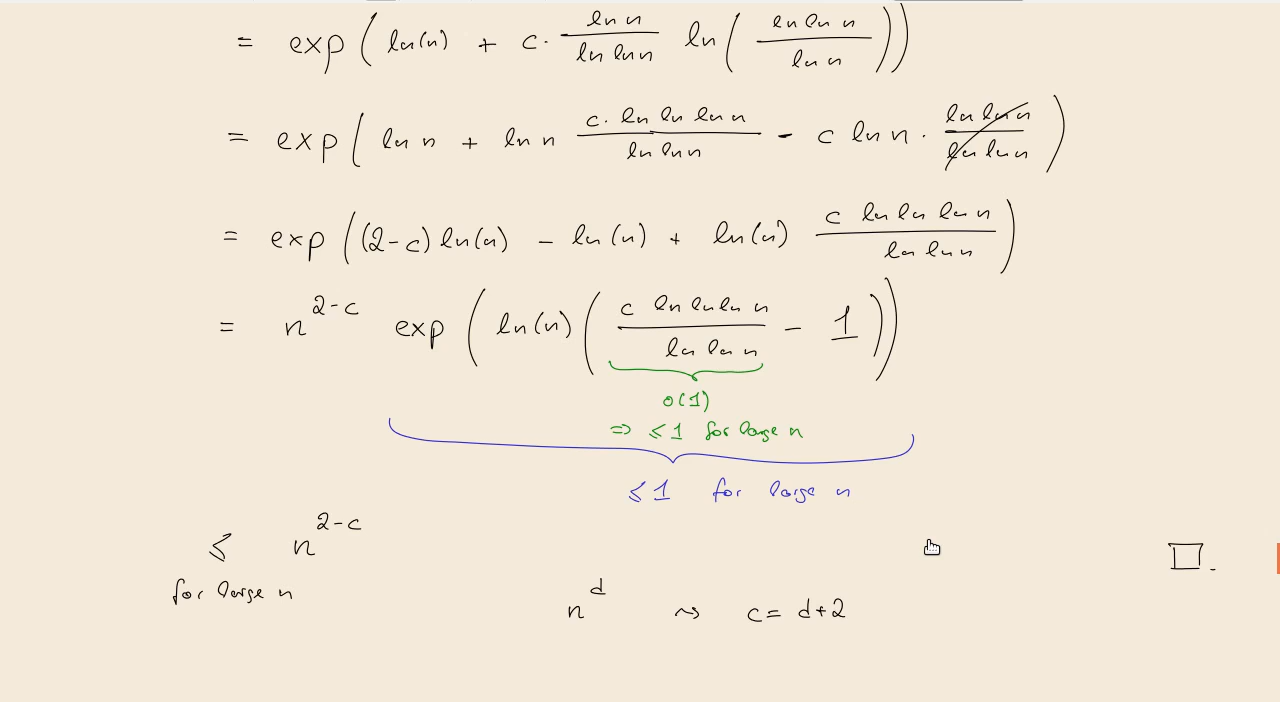 = exp( ln(n) + c · ln n / ln ln n ln( ln ln n / ln n ))
= exp( ln n + ln n c · ln ln ln n / ln ln n - c ln n · ln ln n / ln ln n )
= exp((2-c) ln(n) - ln(n) + ln(n) c ln ln ln n / ln ln n )
= n^{2-c} exp( ln(n) ( c ln ln ln n / ln ln n - 1 ))
o(1)
=> ≤ 1 for large n
≤ 1 for large n
≤ n^{2-c} □.
for large n
n^d ⇝ c = d+2